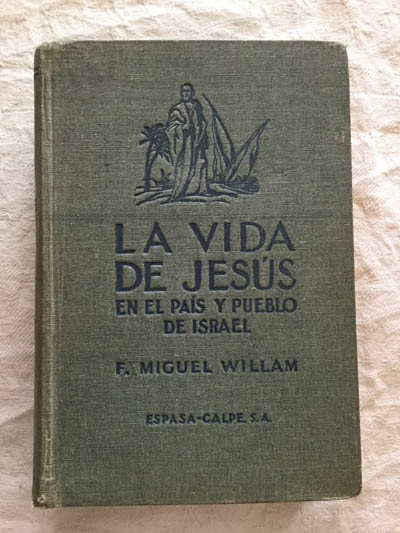 LA VIDA
DE JESÚS
EN EL PAÍS Y PUEBLO
DE ISRAEL
F. MIGUEL WILLAM
ESPASA-CALPE, S.A.